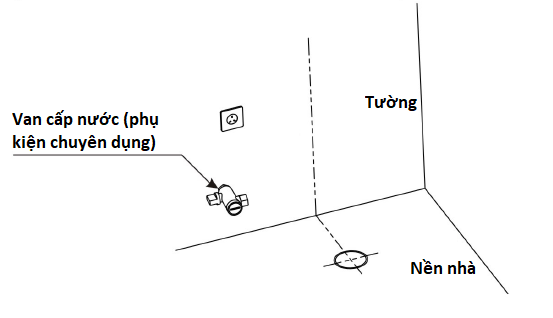 Tường
Van cấp nước (phụ
kiện chuyên dụng)
Nền nhà